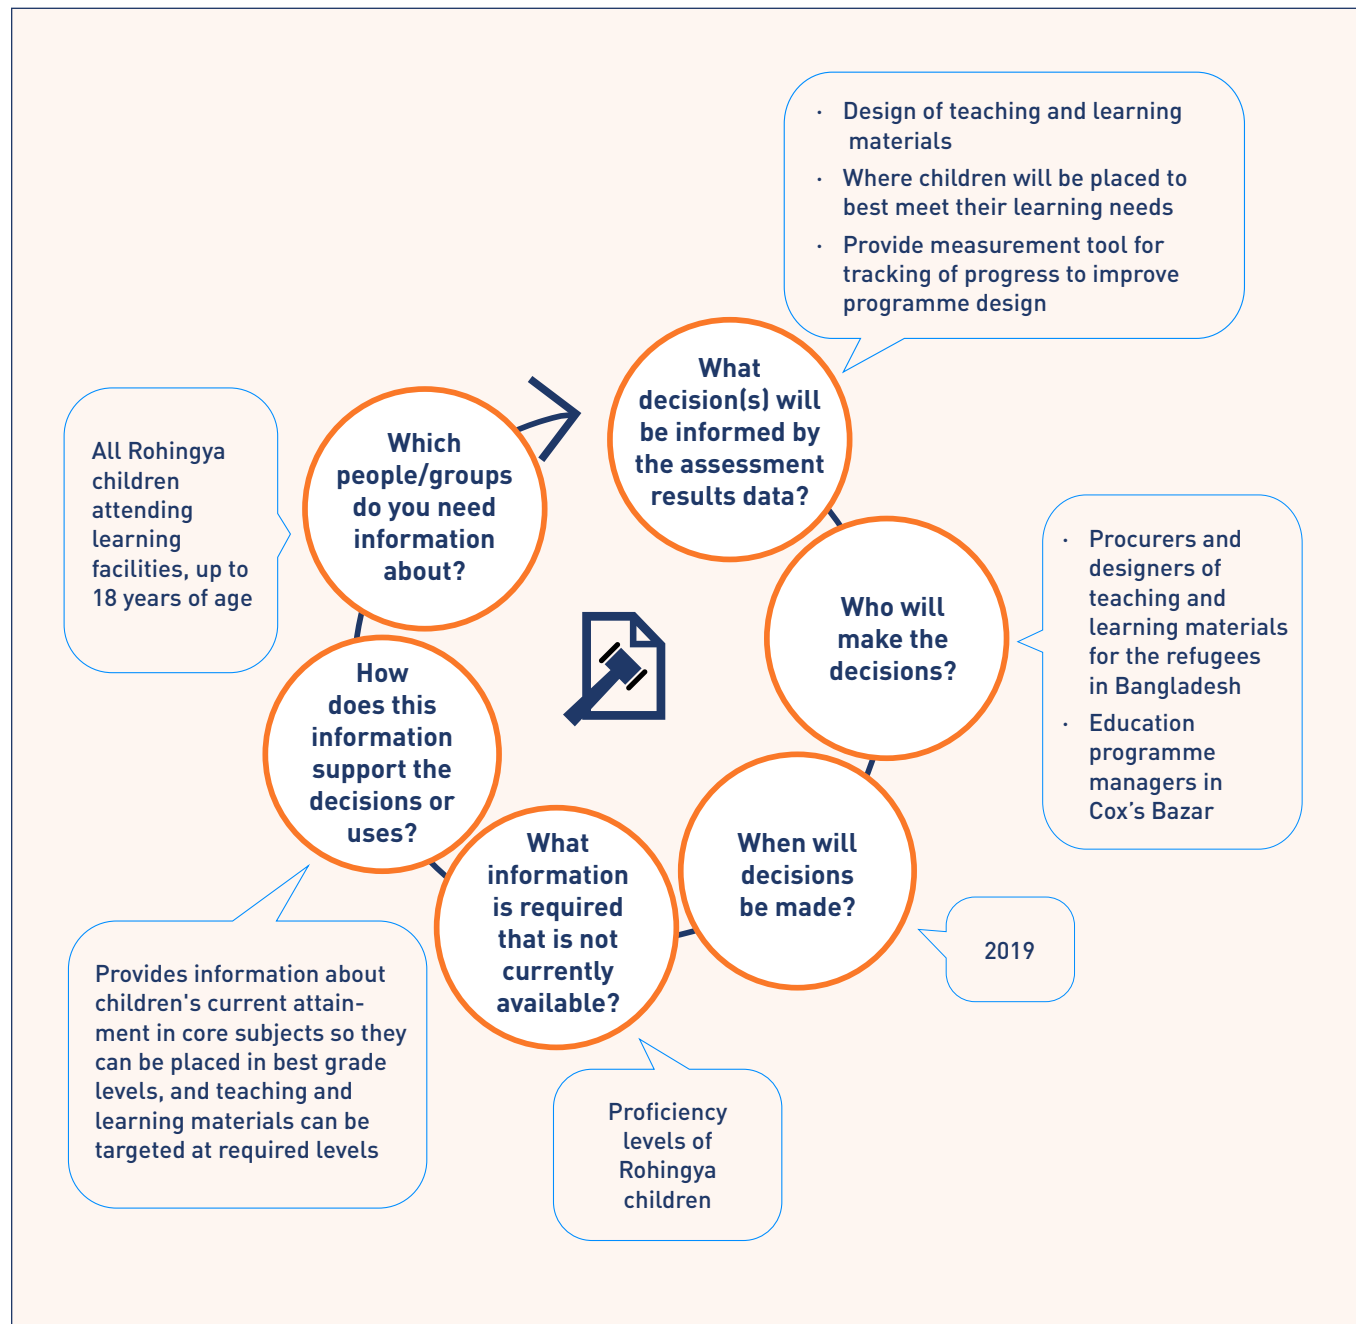 · Design of teaching and learning
materials
· Where children will be placed to
best meet their learning needs
· Provide measurement tool for
tracking of progress to improve
programme design
What
decision(s) will
be informed by
the assessment
results data?
Who will
make the
decisions?
· Procurers and
designers of
teaching and
learning materials
for the refugees
in Bangladesh
· Education
programme
managers in
Cox’s Bazar
When will
decisions
be made?
2019
What
information
is required
that is not
currently
available?
Proficiency
levels of
Rohingya
children
How
does this
information
support the
decisions or
uses?
Provides information about
children's current attain-
ment in core subjects so they
can be placed in best grade
levels, and teaching and
learning materials can be
targeted at required levels
Which
people/groups
do you need
information
about?
All Rohingya
children
attending
learning
facilities, up to
18 years of age